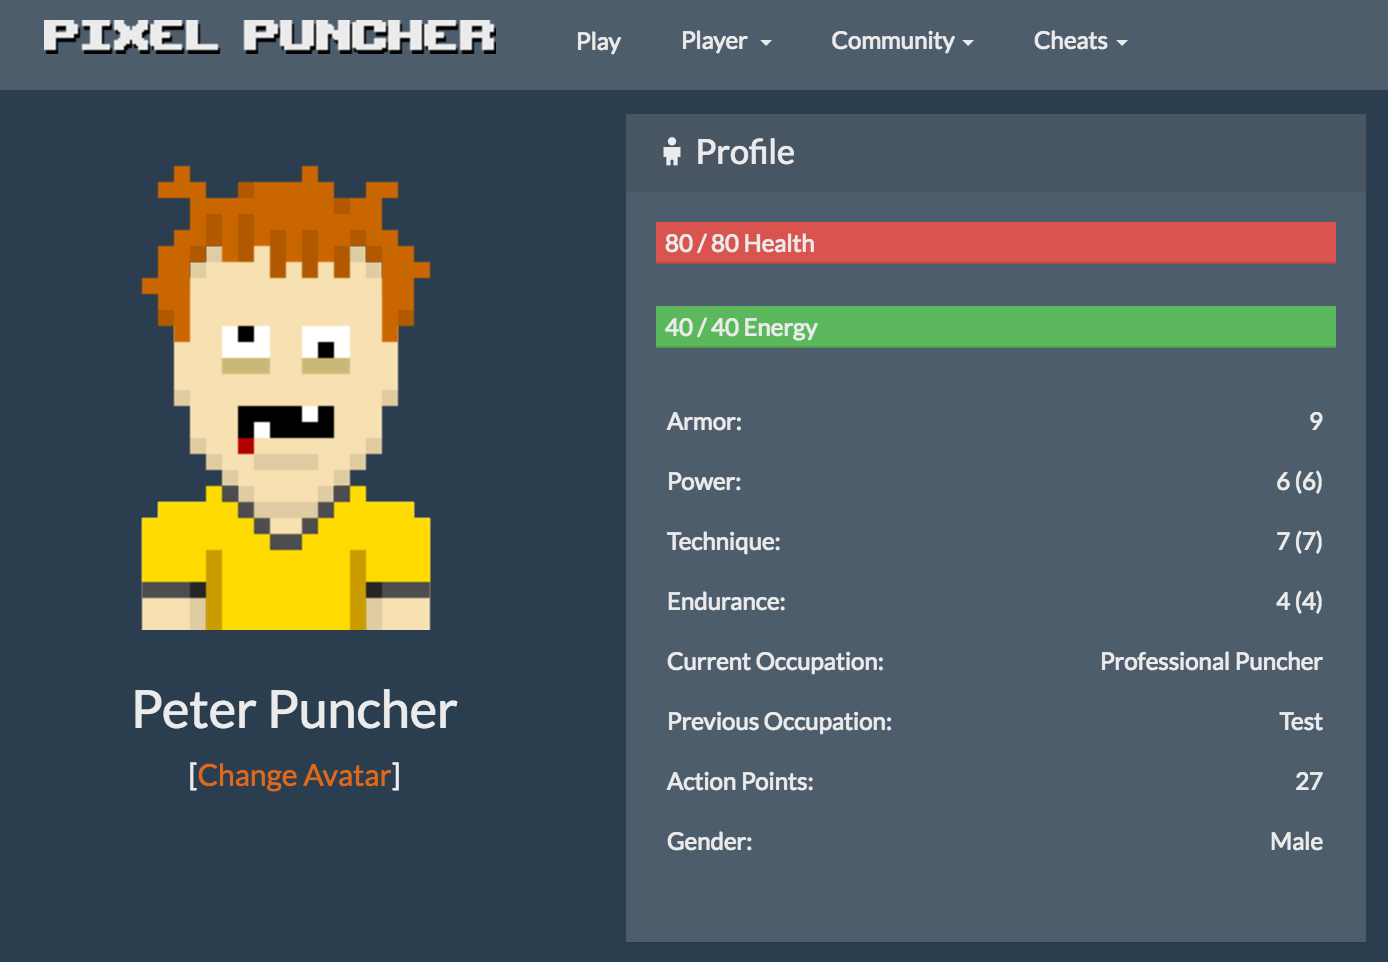 PIXEL PUNCHER
Play
Player
Community
Cheats
Peter Puncher
[Change Avatar]
Profile
80 / 80 Health
40 / 40 Energy
Armor: 9
Power: 6 (6)
Technique: 7 (7)
Endurance: 4 (4)
Current Occupation: Professional Puncher
Previous Occupation: Test
Action Points: 27
Gender: Male